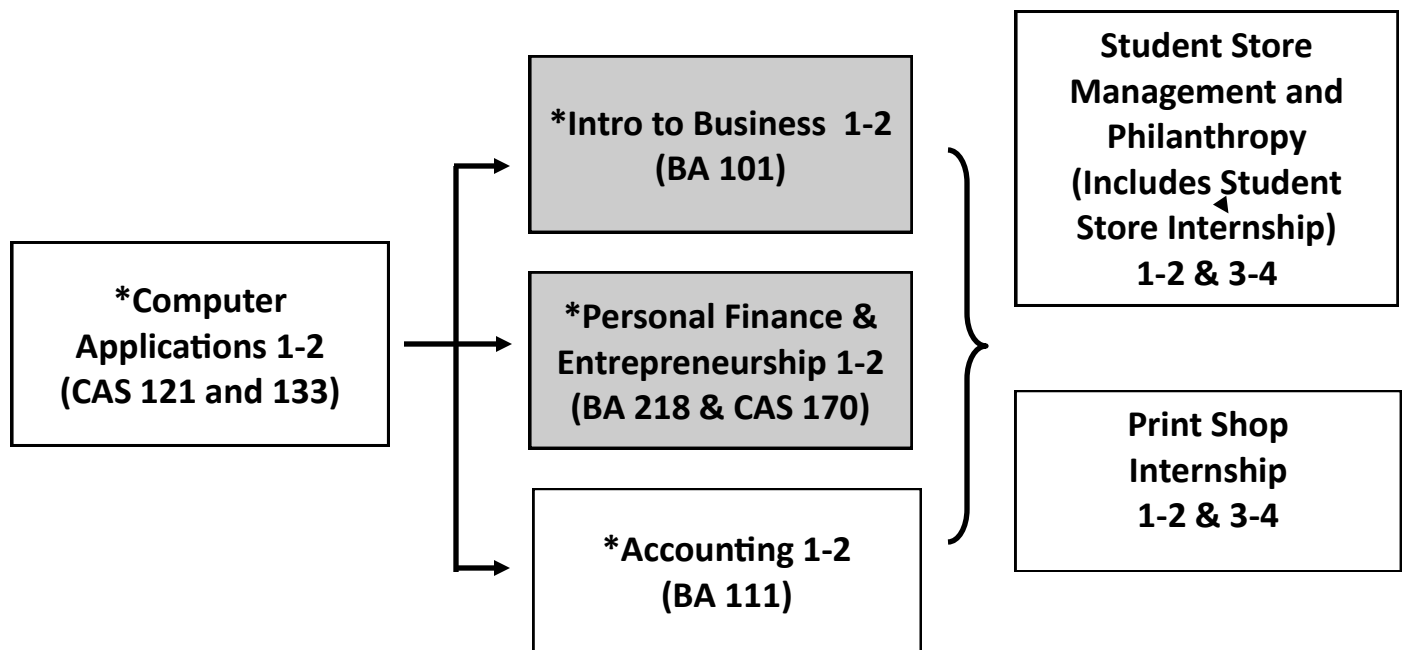 *Computer
Applications 1-2
(CAS 121 and 133)
*Intro to Business 1-2
(BA 101)
*Personal Finance &
Entrepreneurship 1-2
(BA 218 & CAS 170)
*Accounting 1-2
(BA 111)
Student Store
Management and
Philanthropy
(Includes Student
Store Internship)
1-2 & 3-4
Print Shop
Internship
1-2 & 3-4